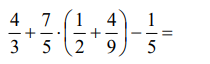 4/3 + 7/5 · (1/2 + 4/9) − 1/5 =